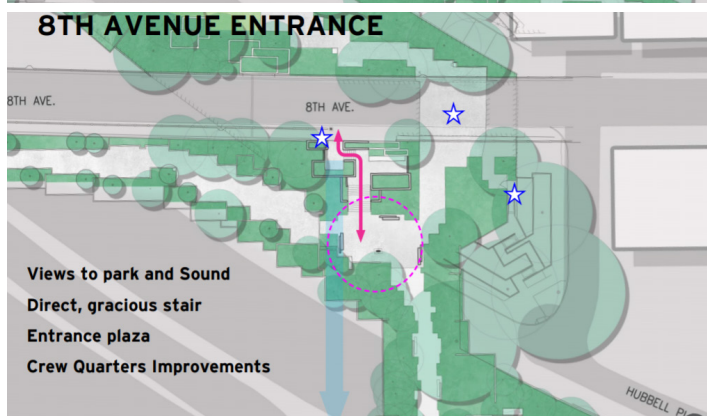 8TH AVENUE ENTRANCE
8TH AVE.
8TH AVE.
Views to park and Sound
Direct, gracious stair
Entrance plaza
Crew Quarters Improvements
HUBBELL PL